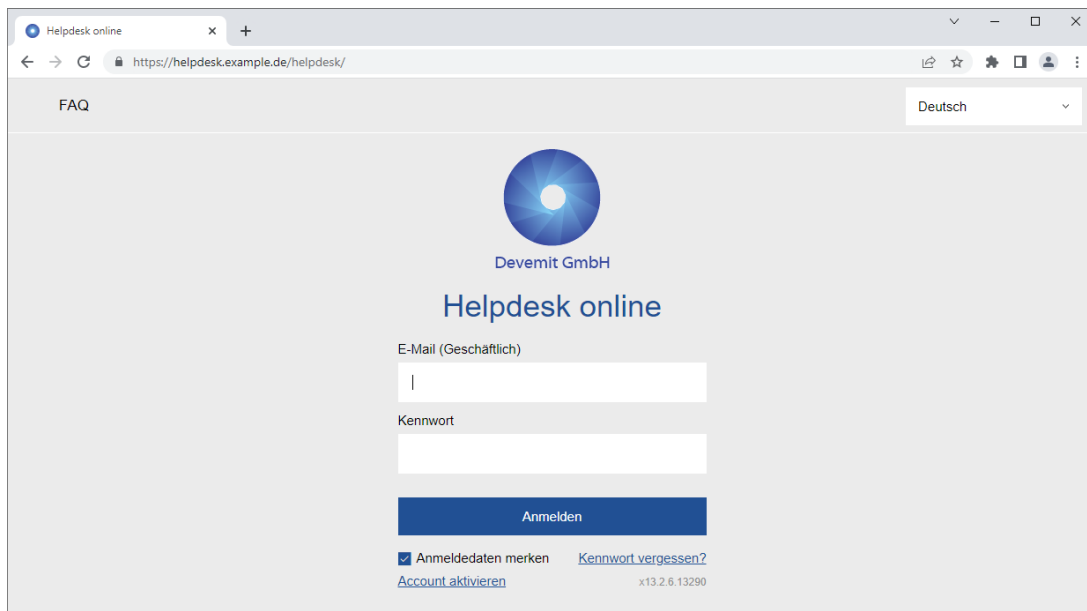 Helpdesk online
https://helpdesk.example.de/helpdesk/
FAQ
Deutsch
Devemit GmbH
Helpdesk online
E-Mail (Geschäftlich)
Kennwort
Anmelden
Anmeldedaten merken Kennwort vergessen?
Account aktivieren x13.2.6.13290